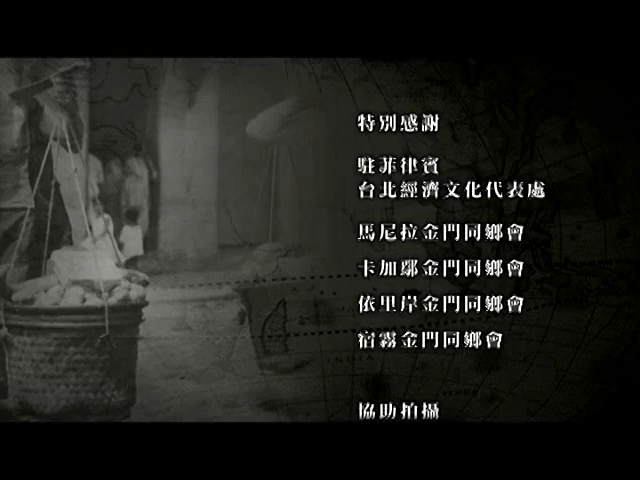 特別感謝
駐菲律賓
台北經濟文化代表處
馬尼拉金門同鄉會
卡加鄢金門同鄉會
依里岸金門同鄉會
宿霧金門同鄉會
INDIA
協助拍攝